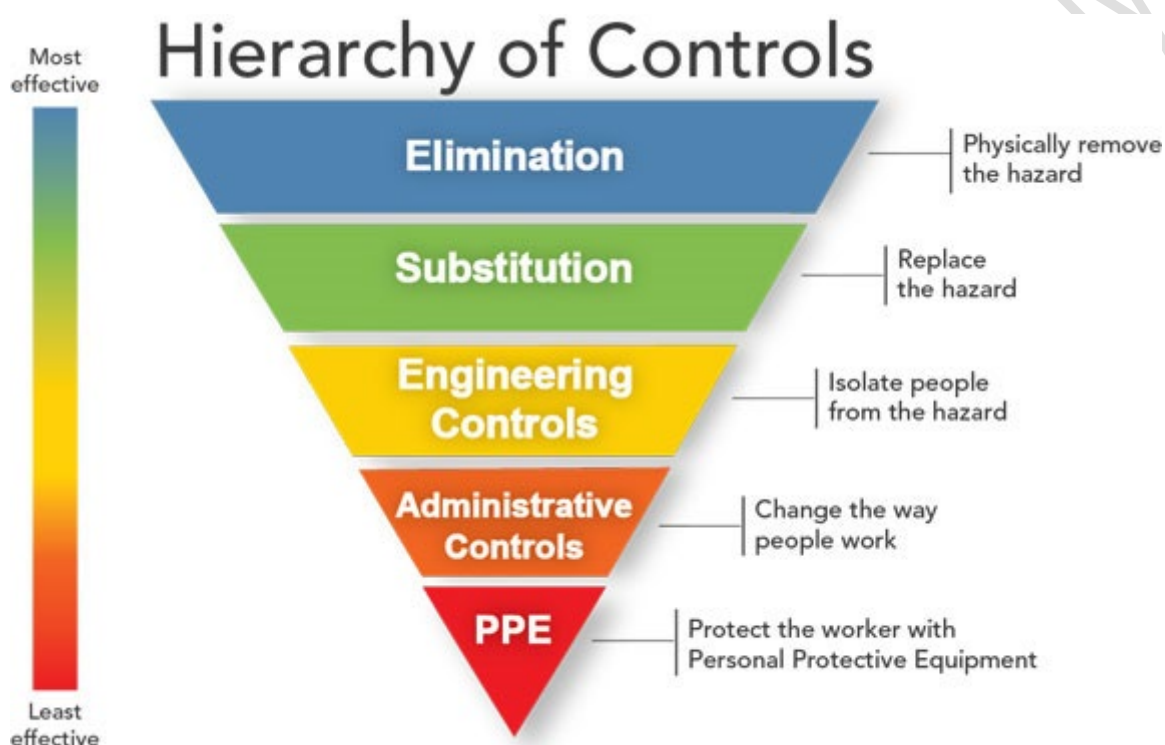 Hierarchy of Controls
Most
effective
Elimination
Physically remove
the hazard
Substitution
Replace
the hazard
Engineering
Controls
Isolate people
from the hazard
Administrative
Controls
Change the way
people work
PPE
Protect the worker with
Personal Protective Equipment
Least
effective